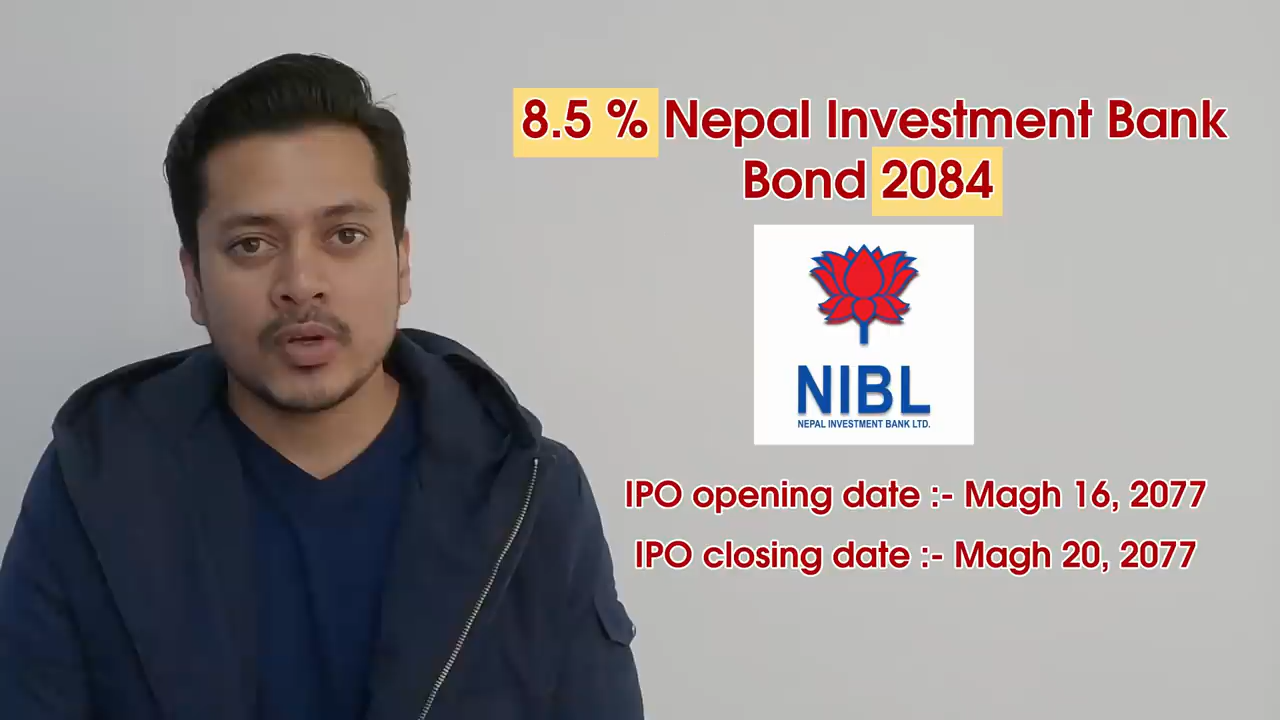 8.5 % Nepal Investment Bank
Bond 2084
NIBL
NEPAL INVESTMENT BANK LTD.
IPO opening date :- Magh 16, 2077
IPO closing date :- Magh 20, 2077